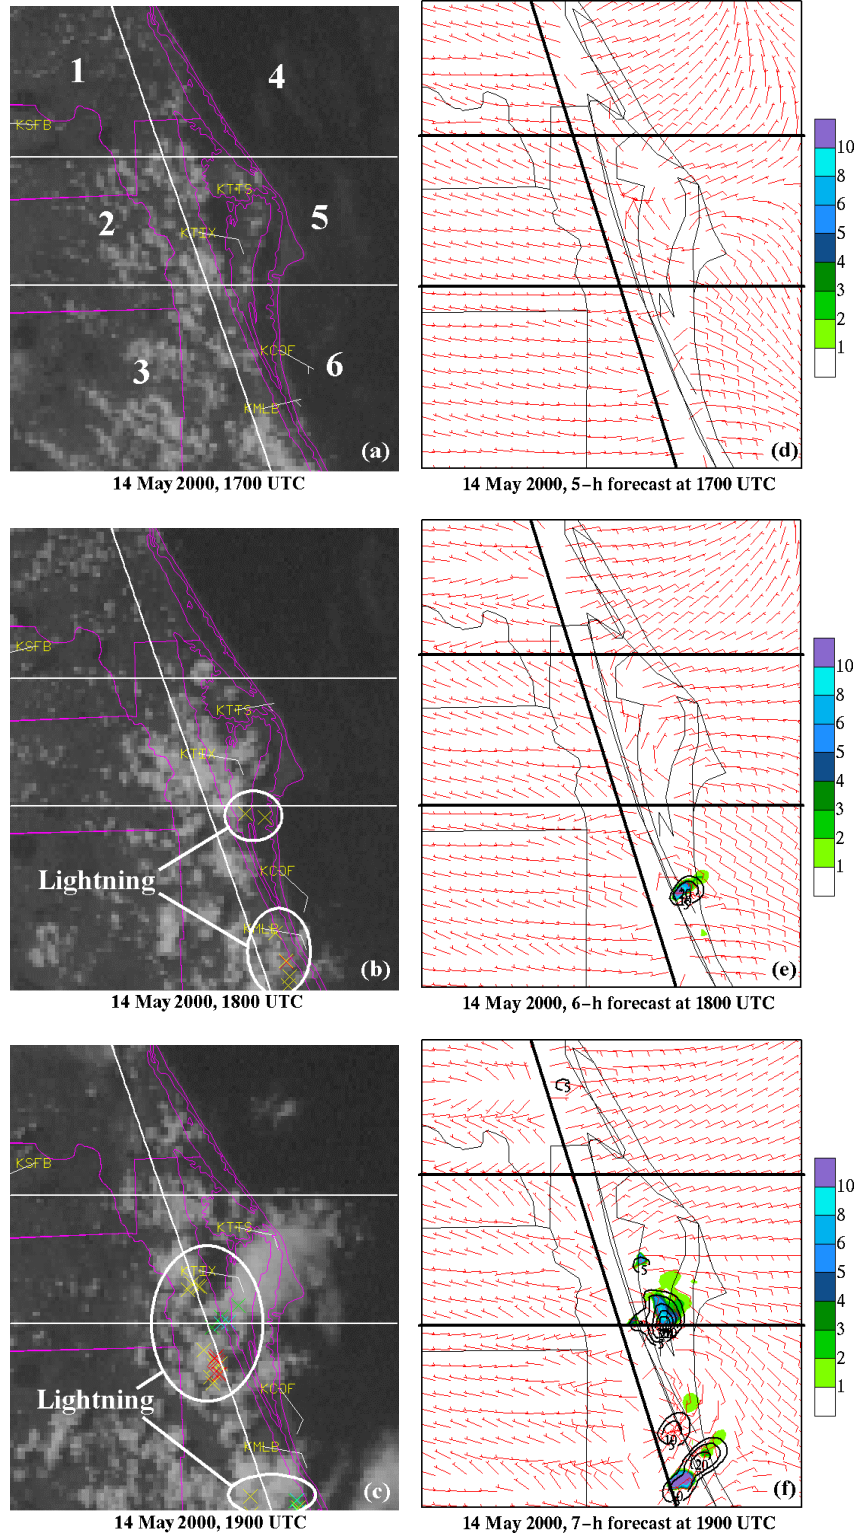 1
4
KSFB
KTTS
2
5
KTIX
3
KCOF
6
KMLB
(a)
14 May 2000, 1700 UTC
10
8
6
5
4
3
2
1
(d)
14 May 2000, 5-h forecast at 1700 UTC
KSFB
KTTS
KTIX
Lightning
KCOF
KMLB
(b)
14 May 2000, 1800 UTC
10
8
6
5
4
3
2
1
(e)
14 May 2000, 6-h forecast at 1800 UTC
KSFB
KTTS
KTIX
Lightning
KCOF
KMLB
(c)
14 May 2000, 1900 UTC
5
5
5
10
20
10
8
6
5
4
3
2
1
(f)
14 May 2000, 7-h forecast at 1900 UTC